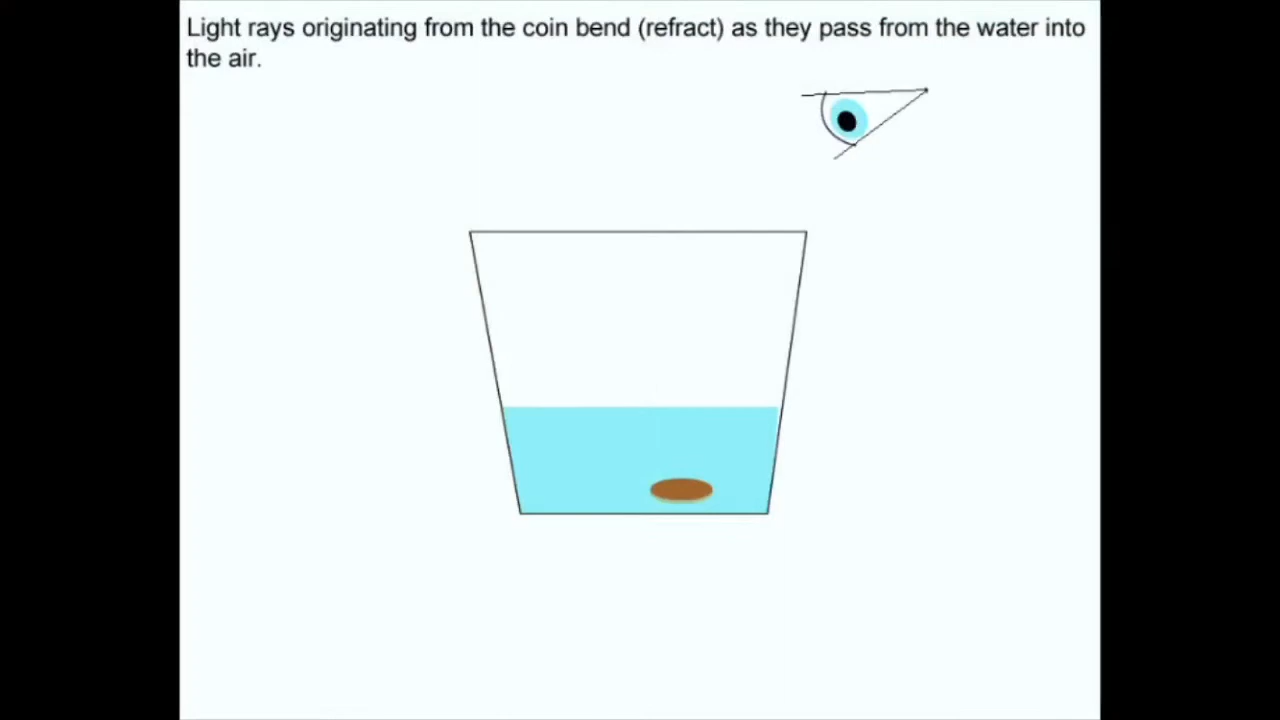 Light rays originating from the coin bend (refract) as they pass from the water into
the air.